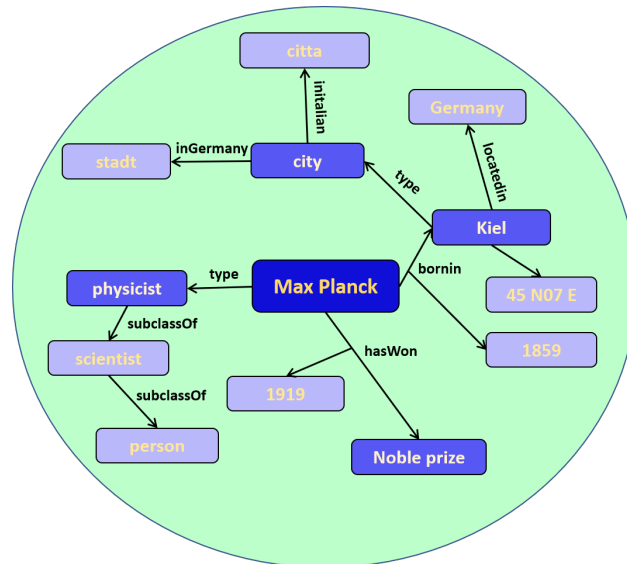 citta
initalian
Germany
inGermany
stadt
city
type
locatedin
Kiel
type
Max Planck
bornin
physicist
45 N07 E
subclassOf
hasWon
1859
scientist
subclassOf
1919
person
Noble prize